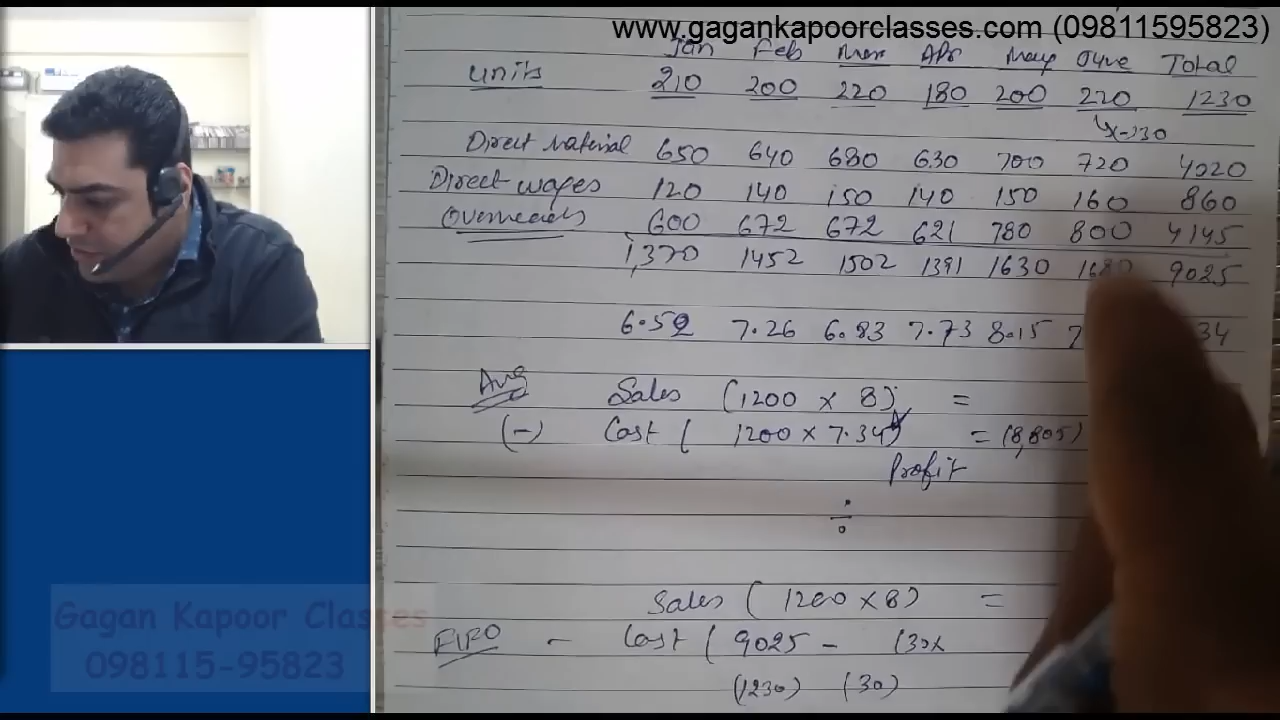 www.gagankapoorclasses.com (09811595823)
Jan Feb Mar Apr May June Total
Units 210 200 220 180 200 220 1230
Direct Material 650 640 680 630 700 720 4020
Direct wages 120 140 150 140 150 160 860
Overheads 600 672 672 621 780 800 4145
1,370 1452 1502 1391 1630 1680 9025
6.52 7.26 6.83 7.73 8.15 7 34
Avg Sales (1200 x 8) =
(-) Cost ( 1200 x 7.34) = (8,805)
Profit
÷
Sales (1200 x 8) =
FIFO - Cost ( 9025 - (30x
(1230) (30)
Gagan Kapoor Classes
098115-95823